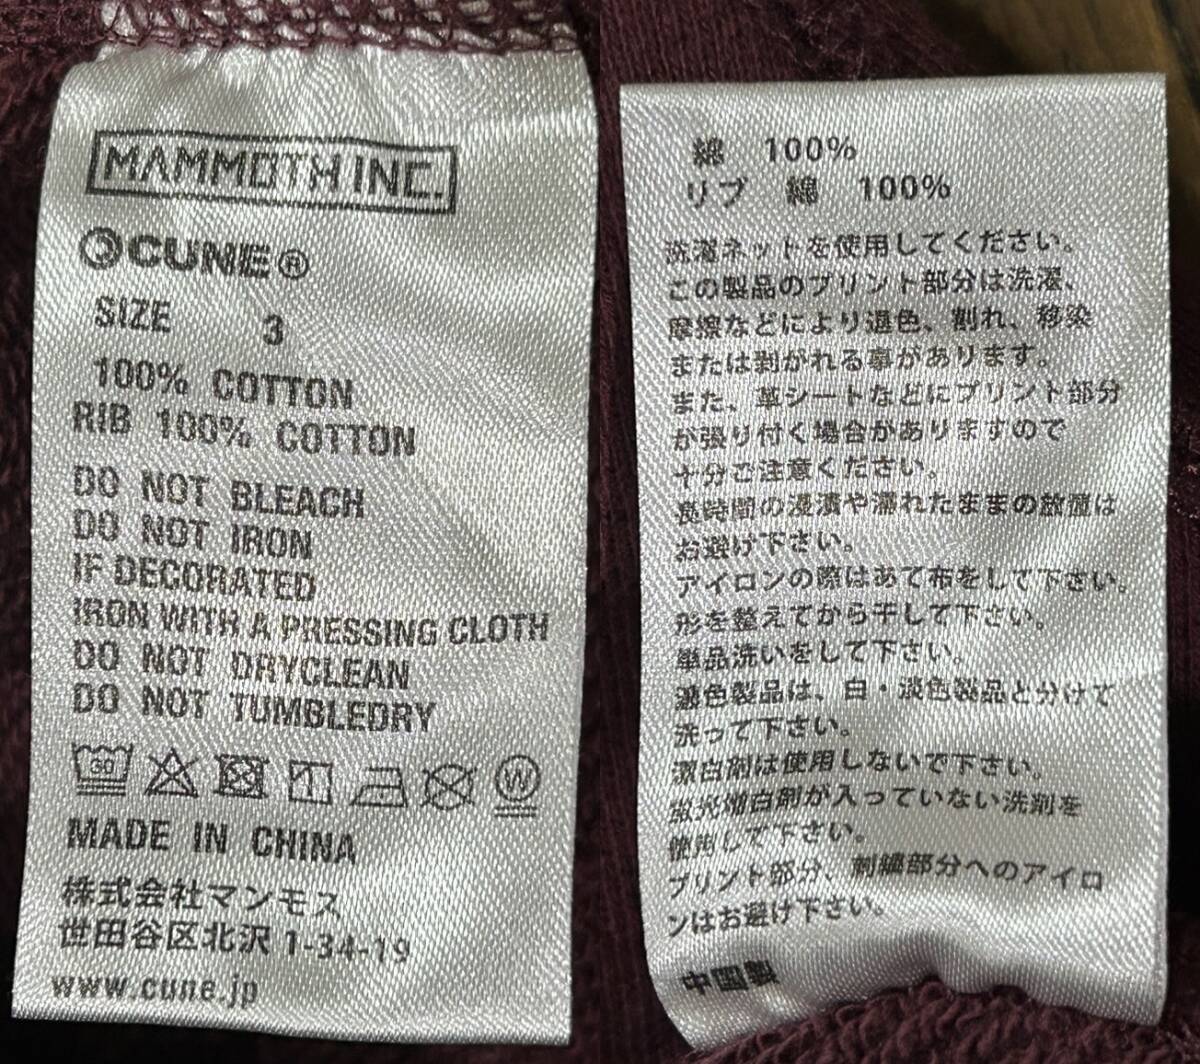 MAMMOTH INC.
CUNE®
SIZE 3
100% COTTON
RIB 100% COTTON
DO NOT BLEACH
DO NOT IRON
IF DECORATED
IRON WITH A PRESSING CLOTH
DO NOT DRYCLEAN
DO NOT TUMBLEDRY
30
W
MADE IN CHINA
株式会社マンモス
世田谷区北沢 1-34-19
www.cune.jp
綿 100%
リブ 綿 100%
洗濯ネットを使用してください。
この製品のプリント部分は洗濯、
摩擦などにより退色、割れ、移染
または剥がれる事があります。
また、革シートなどにプリント部分
が張り付く場合がありますので
十分ご注意ください。
長時間の浸漬や濡れたままの放置は
お避け下さい。
アイロンの際はあて布をして下さい。
形を整えてから干して下さい。
単品洗いをして下さい。
濃色製品は、白・淡色製品と分けて
洗って下さい。
漂白剤は使用しないで下さい。
蛍光増白剤が入っていない洗剤を
使用して下さい。
プリント部分、刺繍部分へのアイロ
ンはお避け下さい。
中国製